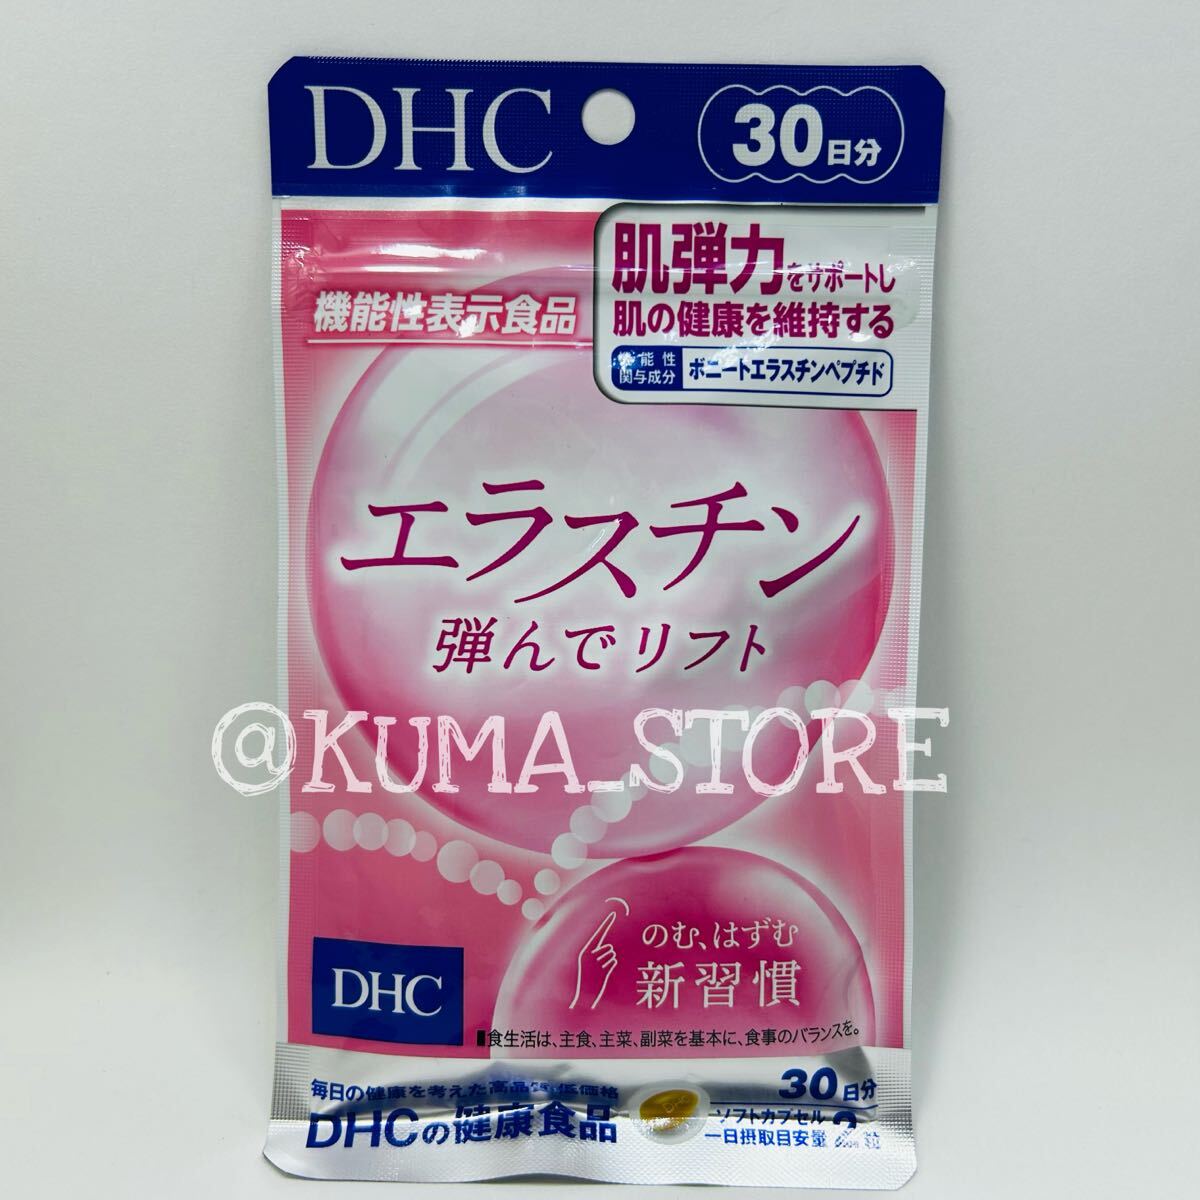 DHC
30日分
肌弾力をサポートし
肌の健康を維持する
機能性
関与成分
ボニートエラスチンペプチド
機能性表示食品
エラスチン
弾んでリフト
@KUMA_STORE
のむ、はずむ
新習慣
DHC
■食生活は、主食、主菜、副菜を基本に、食事のバランスを。
毎日の健康を考えた高品質・低価格
DHCの健康食品
30日分
ソフトカプセル
一日摂取目安量 2粒